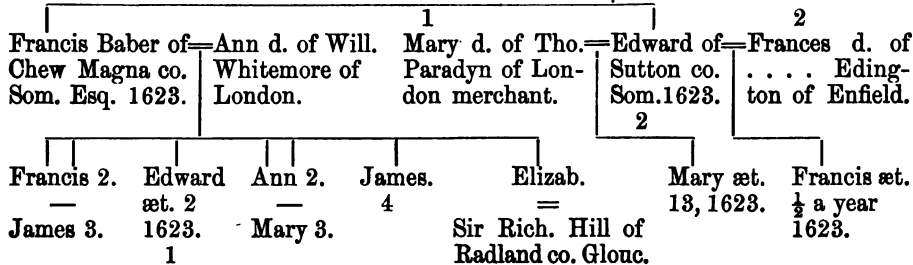 1 2
Francis Baber of=Ann d. of Will. Mary d. of Tho.=Edward of=Frances d. of
Chew Magna co. Whitemore of Paradyn of Lon- Sutton co. . . . . Eding-
Som. Esq. 1623. London. don merchant. Som.1623. ton of Enfield.
2
Francis 2. Edward Ann 2. James. Elizab. Mary æt. Francis æt.
— æt. 2 — 4 = 13, 1623. ½ a year
James 3. 1623. Mary 3. Sir Rich. Hill of 1623.
1 Radland co. Glouc.